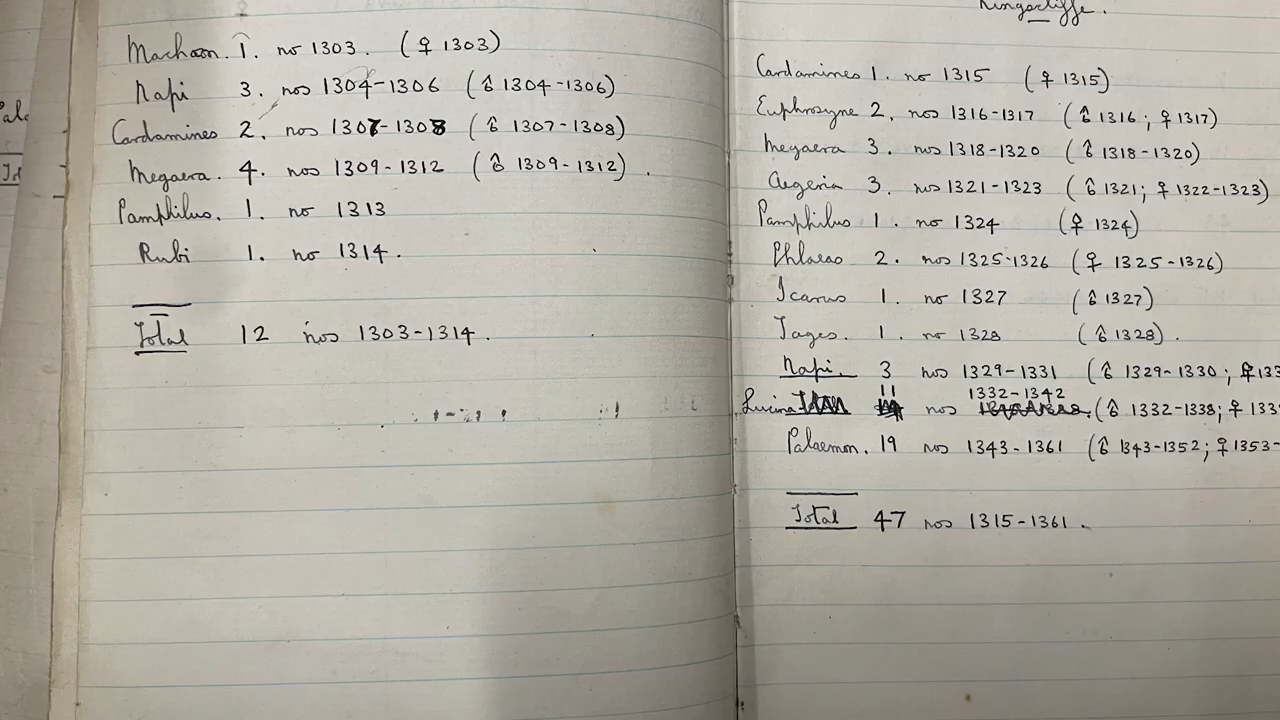 Machaon. 1. no 1303. (♀ 1303)
Napi 3. nos 1304-1306 (♂ 1304-1306)
Cardamines 2. nos 1307-1308 (♂ 1307-1308)
Megaera. 4. nos 1309-1312 (♂ 1309-1312).
Pamphilus. 1. no 1313
Rubi 1. no 1314.
Total 12 nos 1303-1314.
Kingscliffe.
Cardamines 1. no 1315 (♀ 1315)
Euphrosyne 2. nos 1316-1317 (♂ 1316; ♀ 1317)
Megaera 3. nos 1318-1320 (♂ 1318-1320)
Aegeria 3. nos 1321-1323 (♂ 1321; ♀ 1322-1323)
Pamphilus 1. no 1324 (♀ 1324)
Phlaeas 2. nos 1325-1326 (♀ 1325-1326)
Icarus 1. no 1327 (♂ 1327)
Tages. 1. no 1328 (♂ 1328).
Napi. 3 nos 1329-1331 (♂ 1329-1330; ♀ 133
Lucina 11 nos 1332-1342 (♂ 1332-1338; ♀ 133
Palaemon. 19 nos 1343-1361 (♂ 1343-1352; ♀ 1353-
Total 47 nos 1315-1361.